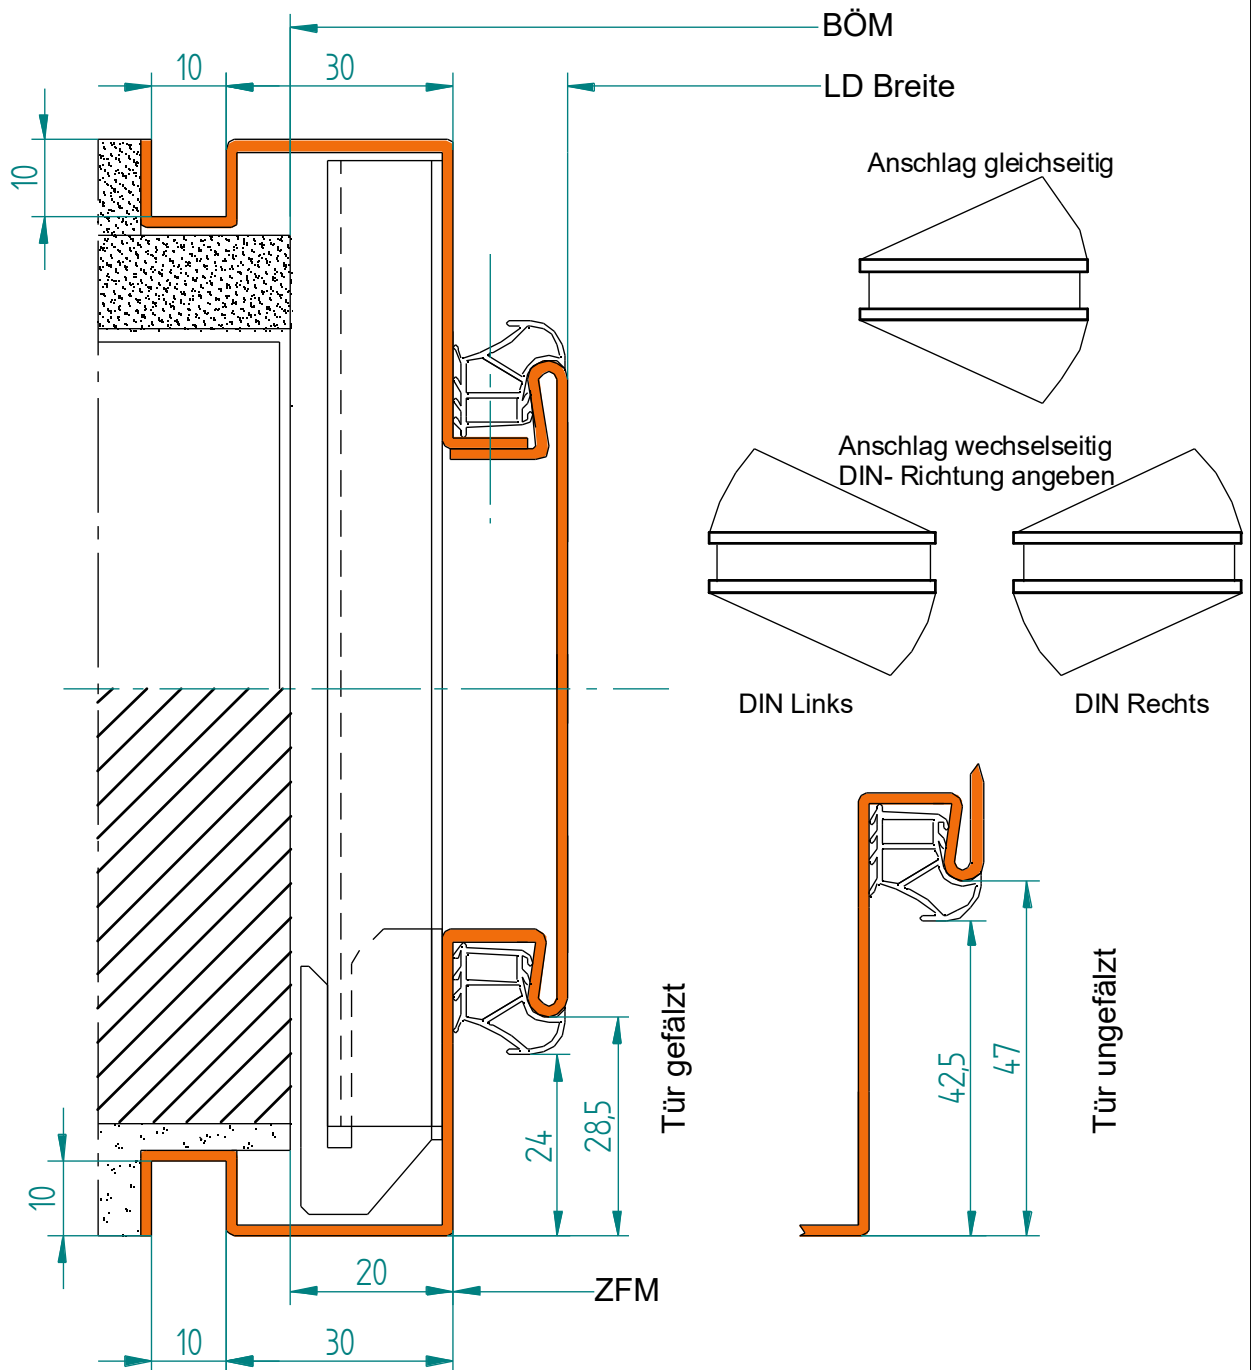 BÖM
10
30
LD Breite
10
Anschlag gleichseitig
Anschlag wechselseitig
DIN- Richtung angeben
DIN Links
DIN Rechts
Tür gefälzt
Tür ungefälzt
28,5
24
47
42,5
10
20
ZFM
10
30